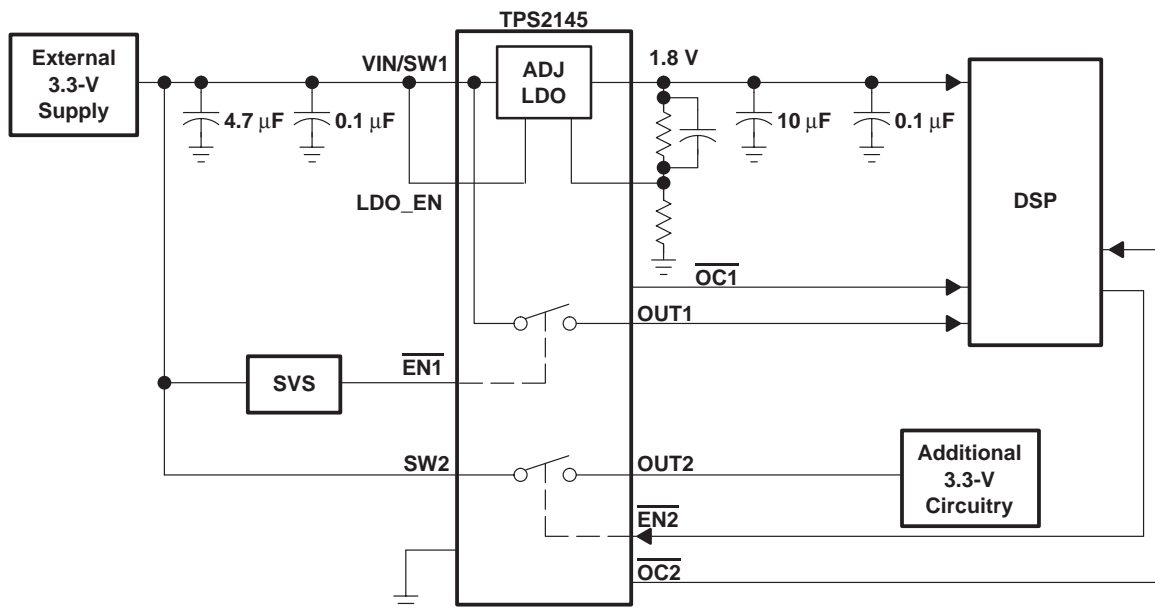 TPS2145
External
3.3-V
Supply
VIN/SW1
ADJ
LDO
1.8 V
4.7 μF
0.1 μF
10 μF
0.1 μF
LDO_EN
DSP
OC1
OUT1
EN1
SVS
SW2
OUT2
Additional
3.3-V
Circuitry
EN2
OC2